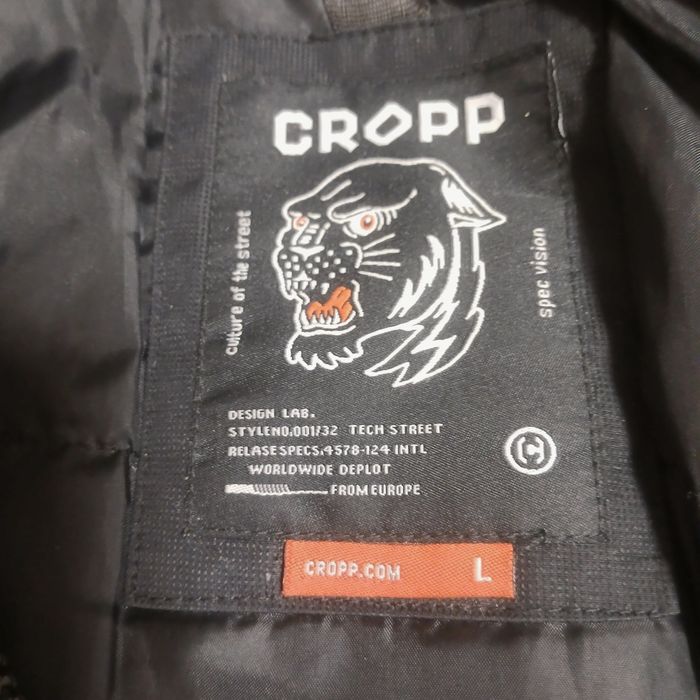 CROPP
culture of the street
spec vision
DESIGN LAB.
STYLENO.001/32 TECH STREET
RELASE SPECS.4578-124 INTL
WORLDWIDE DEPLOT
FROM EUROPE
CROPP.COM L